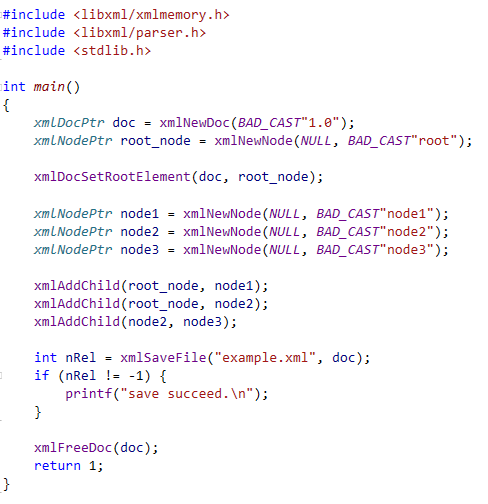 #include <libxml/xmlmemory.h>
#include <libxml/parser.h>
#include <stdlib.h>
int main()
{
xmlDocPtr doc = xmlNewDoc(BAD_CAST"1.0");
xmlNodePtr root_node = xmlNewNode(NULL, BAD_CAST"root");
xmlDocSetRootElement(doc, root_node);
xmlNodePtr node1 = xmlNewNode(NULL, BAD_CAST"node1");
xmlNodePtr node2 = xmlNewNode(NULL, BAD_CAST"node2");
xmlNodePtr node3 = xmlNewNode(NULL, BAD_CAST"node3");
xmlAddChild(root_node, node1);
xmlAddChild(root_node, node2);
xmlAddChild(node2, node3);
int nRel = xmlSaveFile("example.xml", doc);
if (nRel != -1) {
printf("save succeed.\n");
}
xmlFreeDoc(doc);
return 1;
}